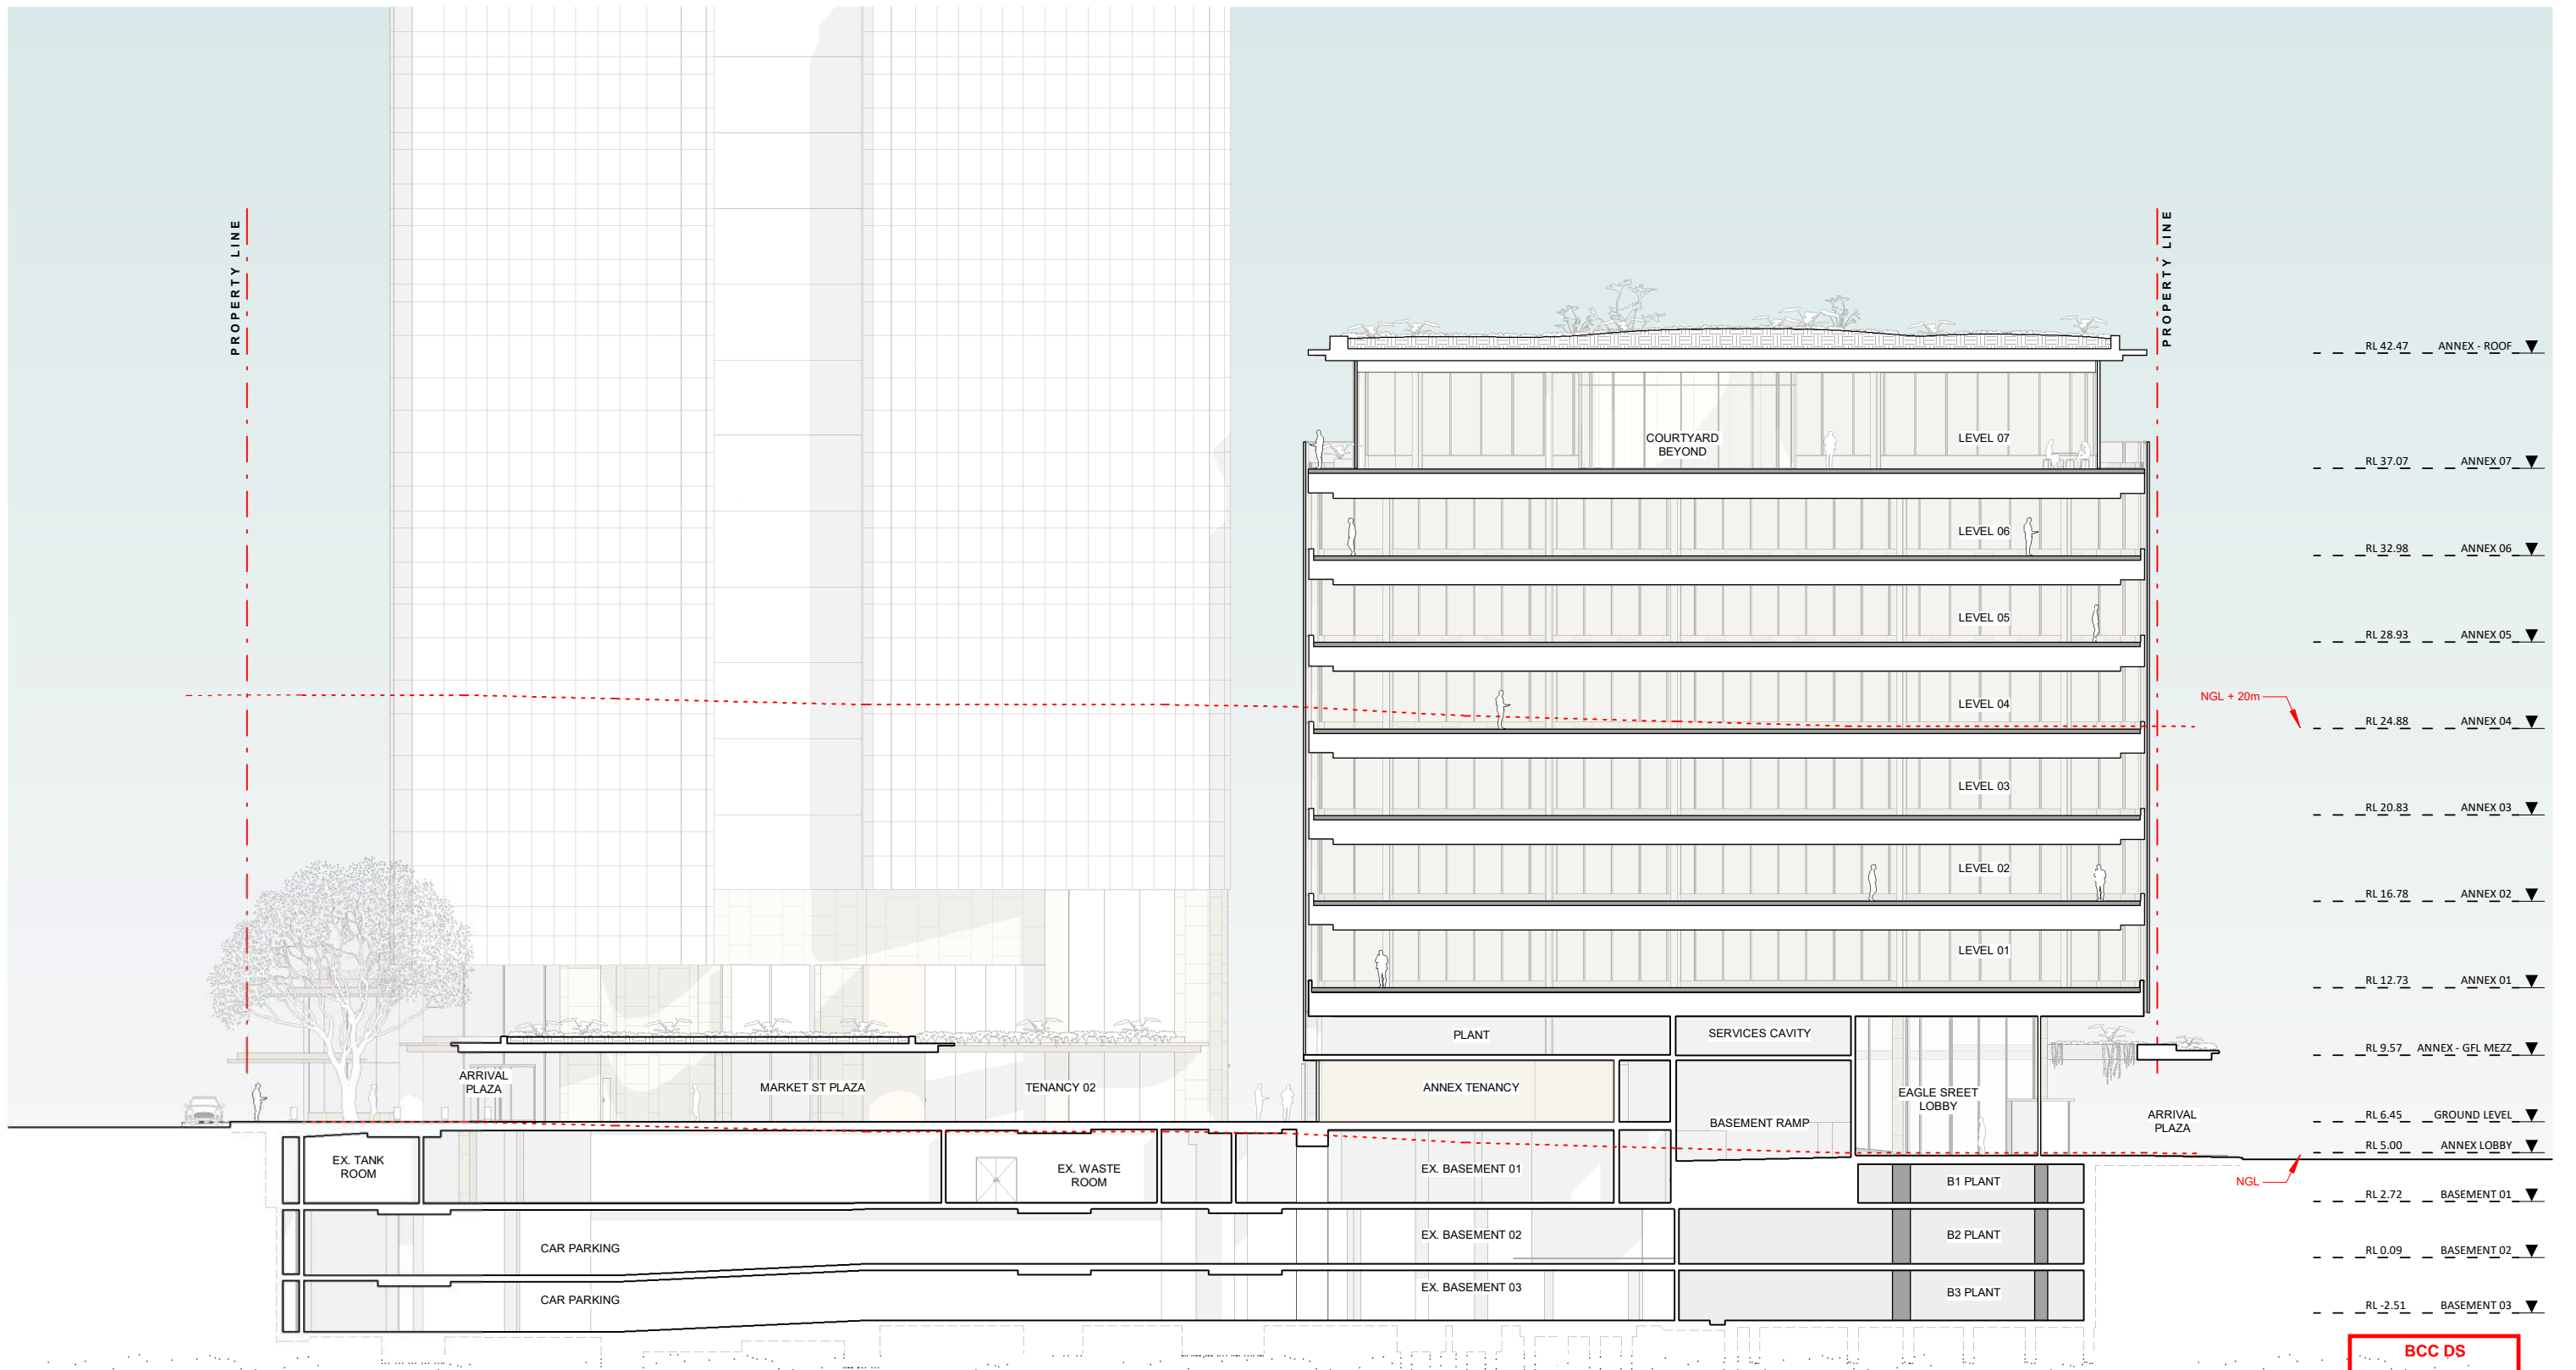 PROPERTY LINE
PROPERTY LINE
RL 42.47 ANNEX - ROOF
COURTYARD
BEYOND
LEVEL 07
RL 37.07 ANNEX 07
LEVEL 06
RL 32.98 ANNEX 06
LEVEL 05
RL 28.93 ANNEX 05
NGL + 20m
LEVEL 04
RL 24.88 ANNEX 04
LEVEL 03
RL 20.83 ANNEX 03
LEVEL 02
RL 16.78 ANNEX 02
LEVEL 01
RL 12.73 ANNEX 01
PLANT
SERVICES CAVITY
RL 9.57 ANNEX - GFL MEZZ
ARRIVAL
PLAZA
MARKET ST PLAZA
TENANCY 02
ANNEX TENANCY
BASEMENT RAMP
EAGLE SREET
LOBBY
ARRIVAL
PLAZA
RL 6.45 GROUND LEVEL
RL 5.00 ANNEX LOBBY
EX. TANK
ROOM
EX. WASTE
ROOM
EX. BASEMENT 01
B1 PLANT
NGL
RL 2.72 BASEMENT 01
CAR PARKING
EX. BASEMENT 02
B2 PLANT
RL 0.09 BASEMENT 02
CAR PARKING
EX. BASEMENT 03
B3 PLANT
RL -2.51 BASEMENT 03
BCC DS